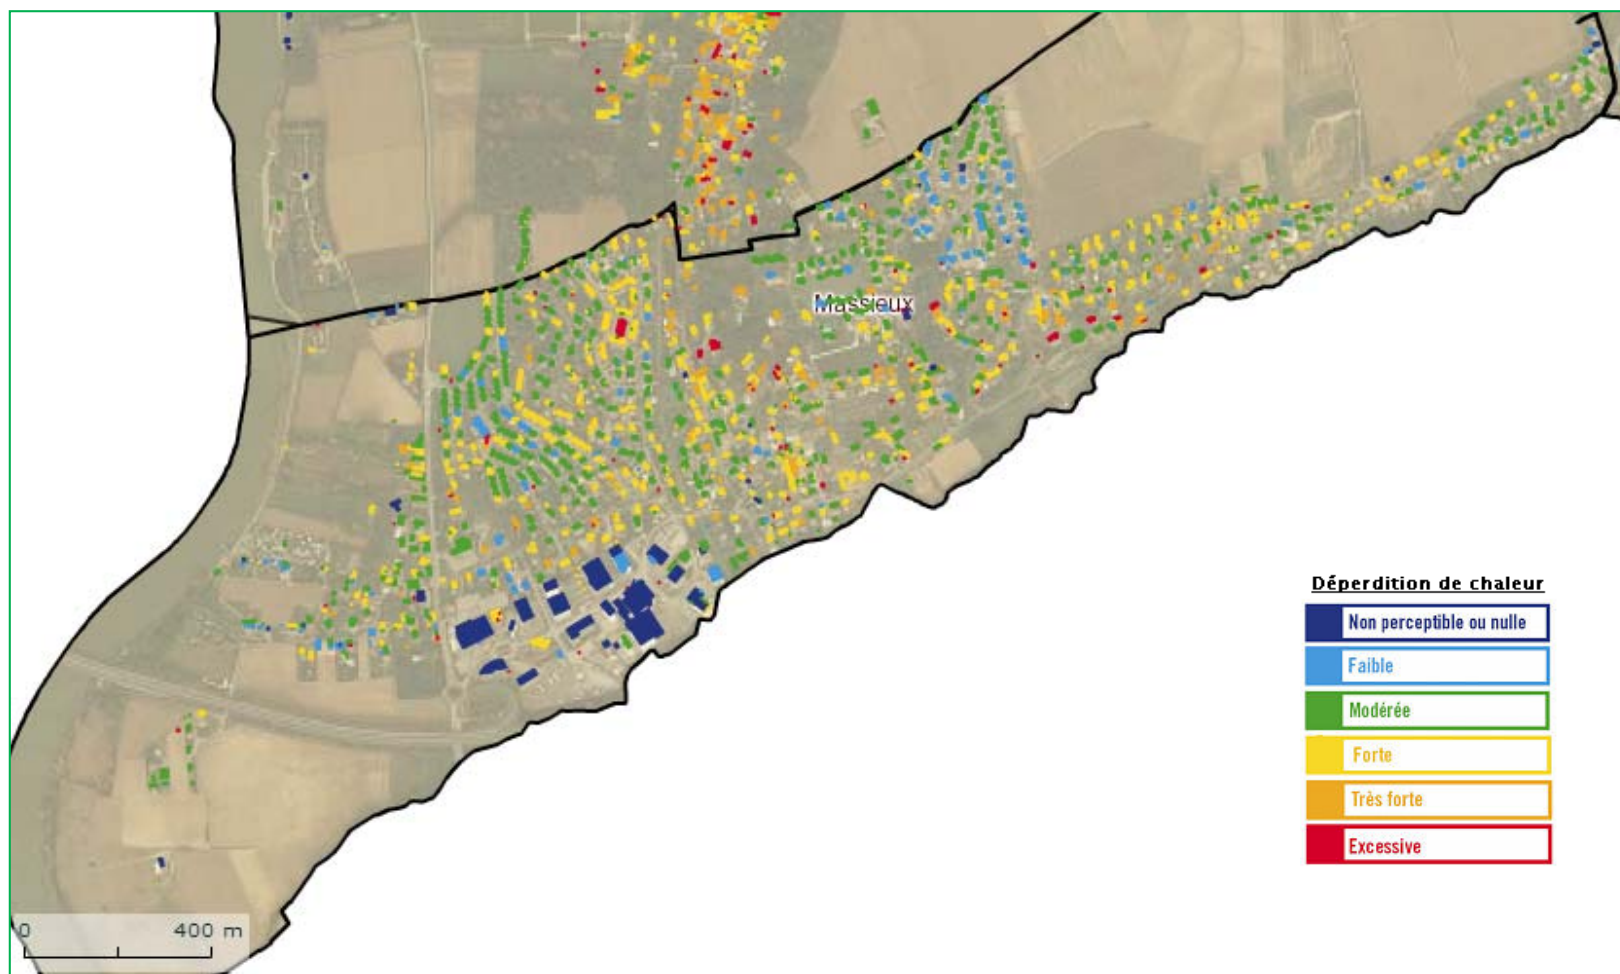 Massieux
Déperdition de chaleur
Non perceptible ou nulle
Faible
Modérée
Forte
Très forte
Excessive
0 400 m